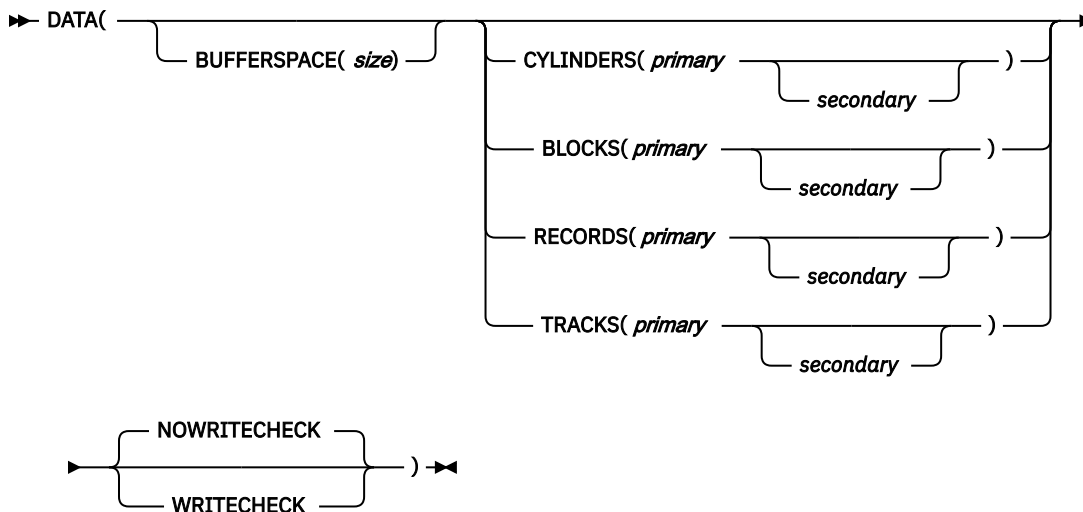 DATA(
BUFFERSPACE( size)
CYLINDERS( primary )
secondary
BLOCKS( primary )
secondary
RECORDS( primary )
secondary
TRACKS( primary )
secondary
NOWRITECHECK
)
WRITECHECK